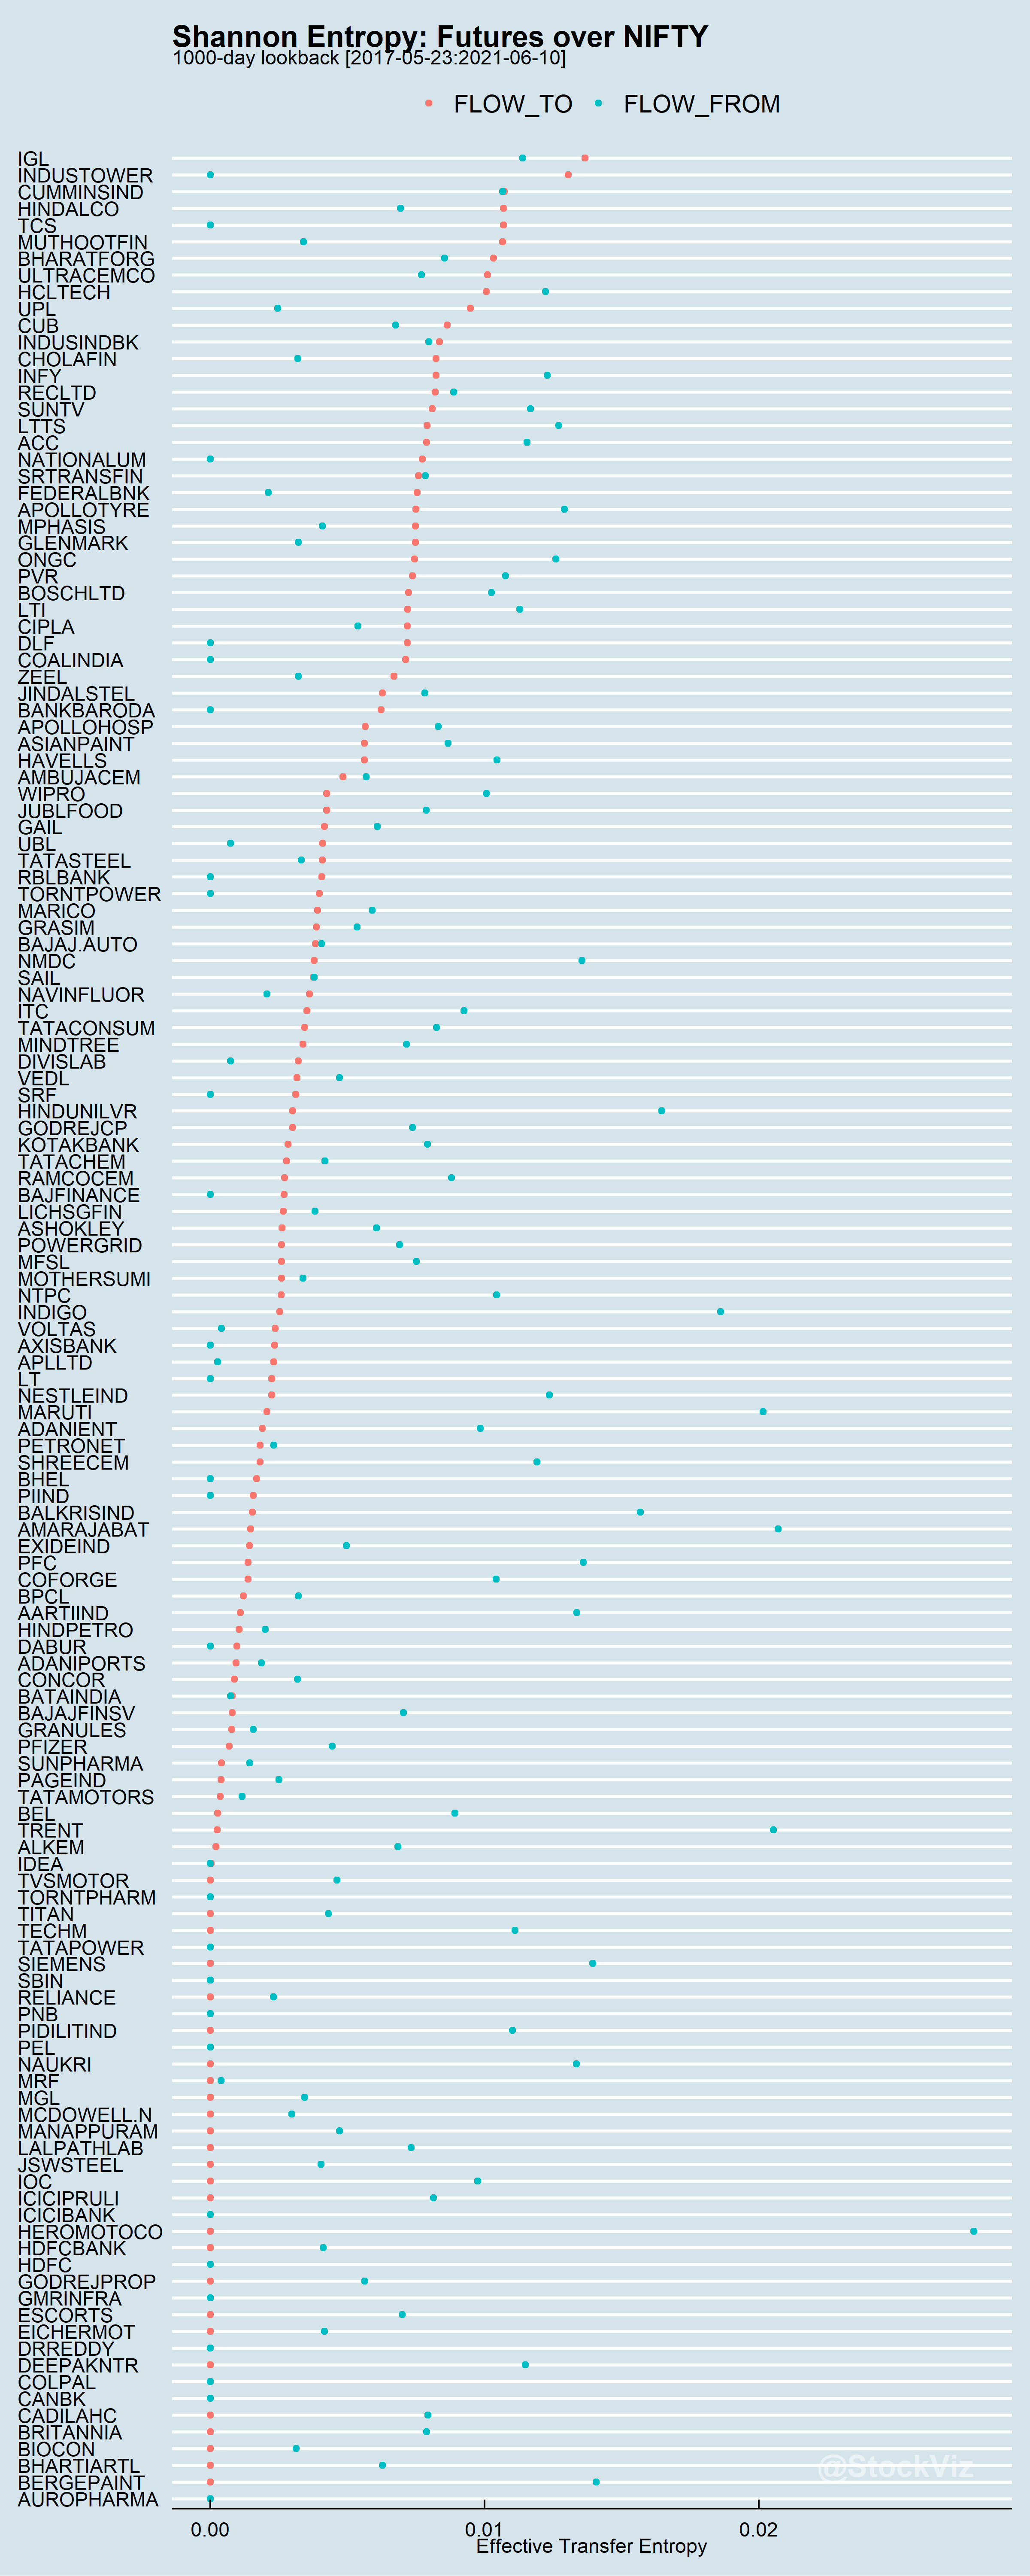 Shannon Entropy: Futures over NIFTY
1000-day lookback [2017-05-23:2021-06-10]
FLOW_TO FLOW_FROM
IGL
INDUSTOWER
CUMMINSIND
HINDALCO
TCS
MUTHOOTFIN
BHARATFORG
ULTRACEMCO
HCLTECH
UPL
CUB
INDUSINDBK
CHOLAFIN
INFY
RECLTD
SUNTV
LTTS
ACC
NATIONALUM
SRTRANSFIN
FEDERALBNK
APOLLOTYRE
MPHASIS
GLENMARK
ONGC
PVR
BOSCHLTD
LTI
CIPLA
DLF
COALINDIA
ZEEL
JINDALSTEL
BANKBARODA
APOLLOHOSP
ASIANPAINT
HAVELLS
AMBUJACEM
WIPRO
JUBLFOOD
GAIL
UBL
TATASTEEL
RBLBANK
TORNTPOWER
MARICO
GRASIM
BAJAJ.AUTO
NMDC
SAIL
NAVINFLUOR
ITC
TATACONSUM
MINDTREE
DIVISLAB
VEDL
SRF
HINDUNILVR
GODREJCP
KOTAKBANK
TATACHEM
RAMCOCEM
BAJFINANCE
LICHSGFIN
ASHOKLEY
POWERGRID
MFSL
MOTHERSUMI
NTPC
INDIGO
VOLTAS
AXISBANK
APLLTD
LT
NESTLEIND
MARUTI
ADANIENT
PETRONET
SHREECEM
BHEL
PIIND
BALKRISIND
AMARAJABAT
EXIDEIND
PFC
COFORGE
BPCL
AARTIIND
HINDPETRO
DABUR
ADANIPORTS
CONCOR
BATAINDIA
BAJAJFINSV
GRANULES
PFIZER
SUNPHARMA
PAGEIND
TATAMOTORS
BEL
TRENT
ALKEM
IDEA
TVSMOTOR
TORNTPHARM
TITAN
TECHM
TATAPOWER
SIEMENS
SBIN
RELIANCE
PNB
PIDILITIND
PEL
NAUKRI
MRF
MGL
MCDOWELL.N
MANAPPURAM
LALPATHLAB
JSWSTEEL
IOC
ICICIPRULI
ICICIBANK
HEROMOTOCO
HDFCBANK
HDFC
GODREJPROP
GMRINFRA
ESCORTS
EICHERMOT
DRREDDY
DEEPAKNTR
COLPAL
CANBK
CADILAHC
BRITANNIA
BIOCON
BHARTIARTL
BERGEPAINT
AUROPHARMA
@StockViz
0.00 0.01 0.02
Effective Transfer Entropy